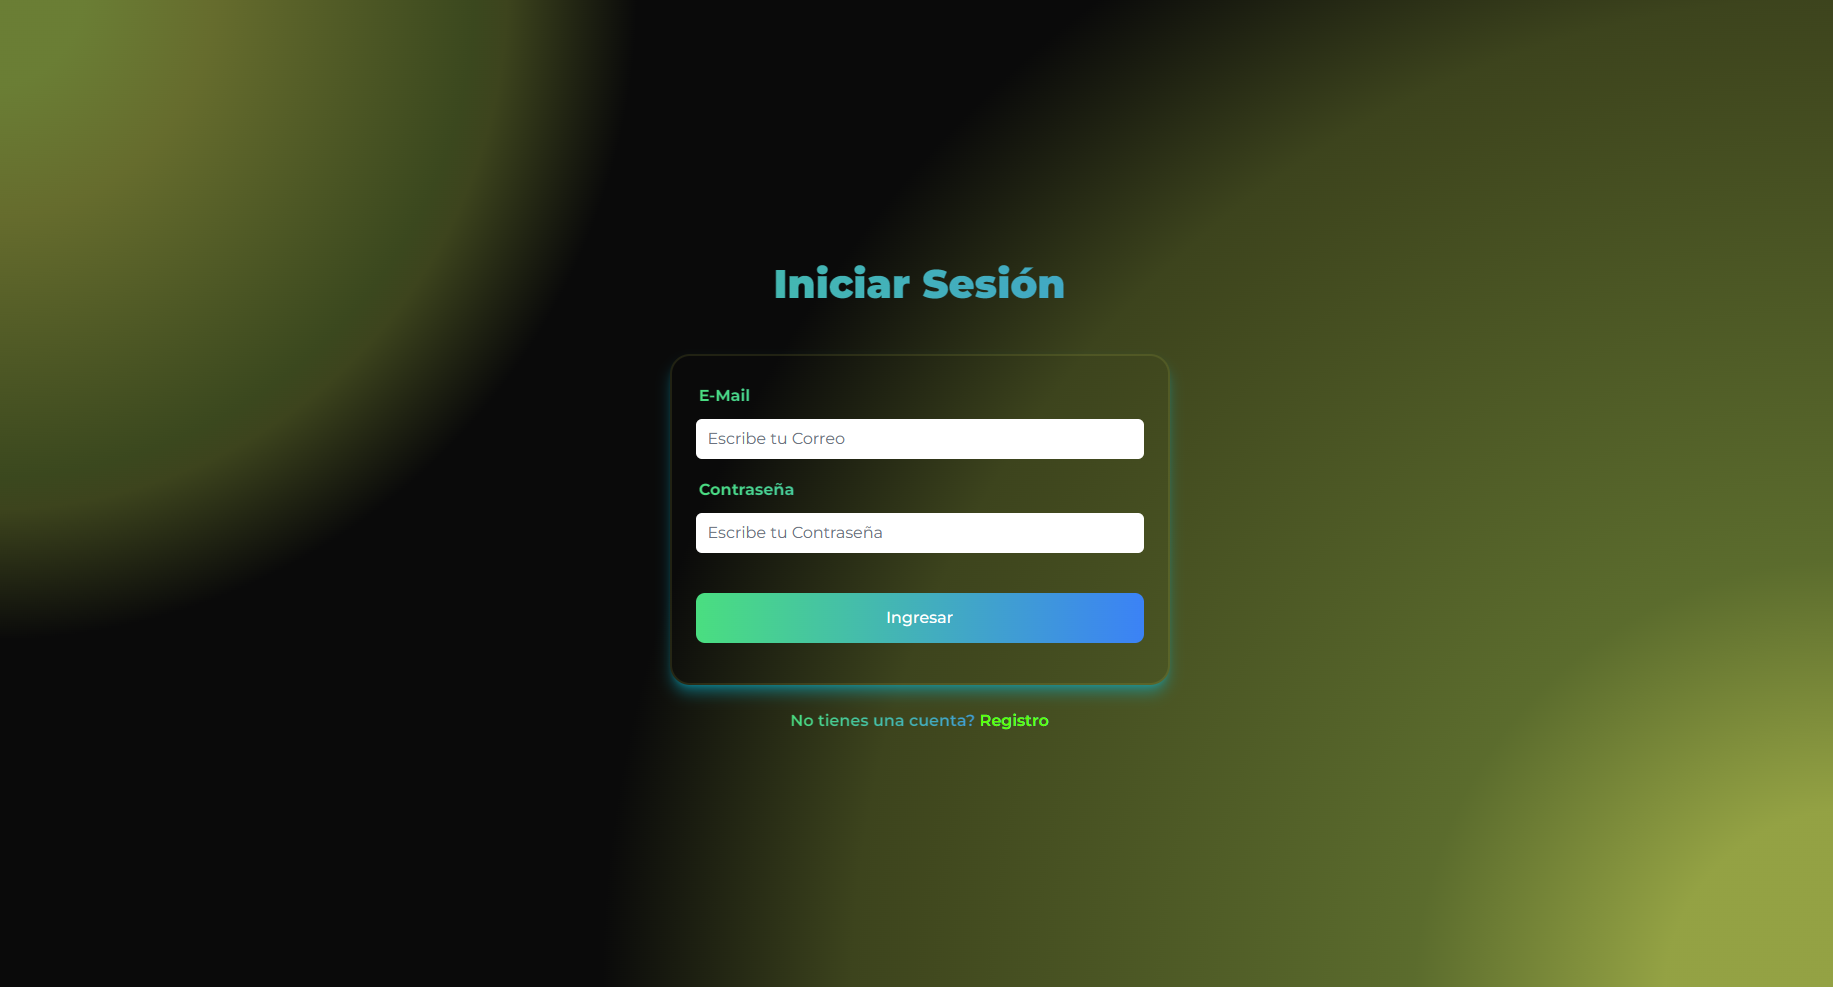 Iniciar Sesión
E-Mail
Escribe tu Correo
Contraseña
Escribe tu Contraseña
Ingresar
No tienes una cuenta? Registro